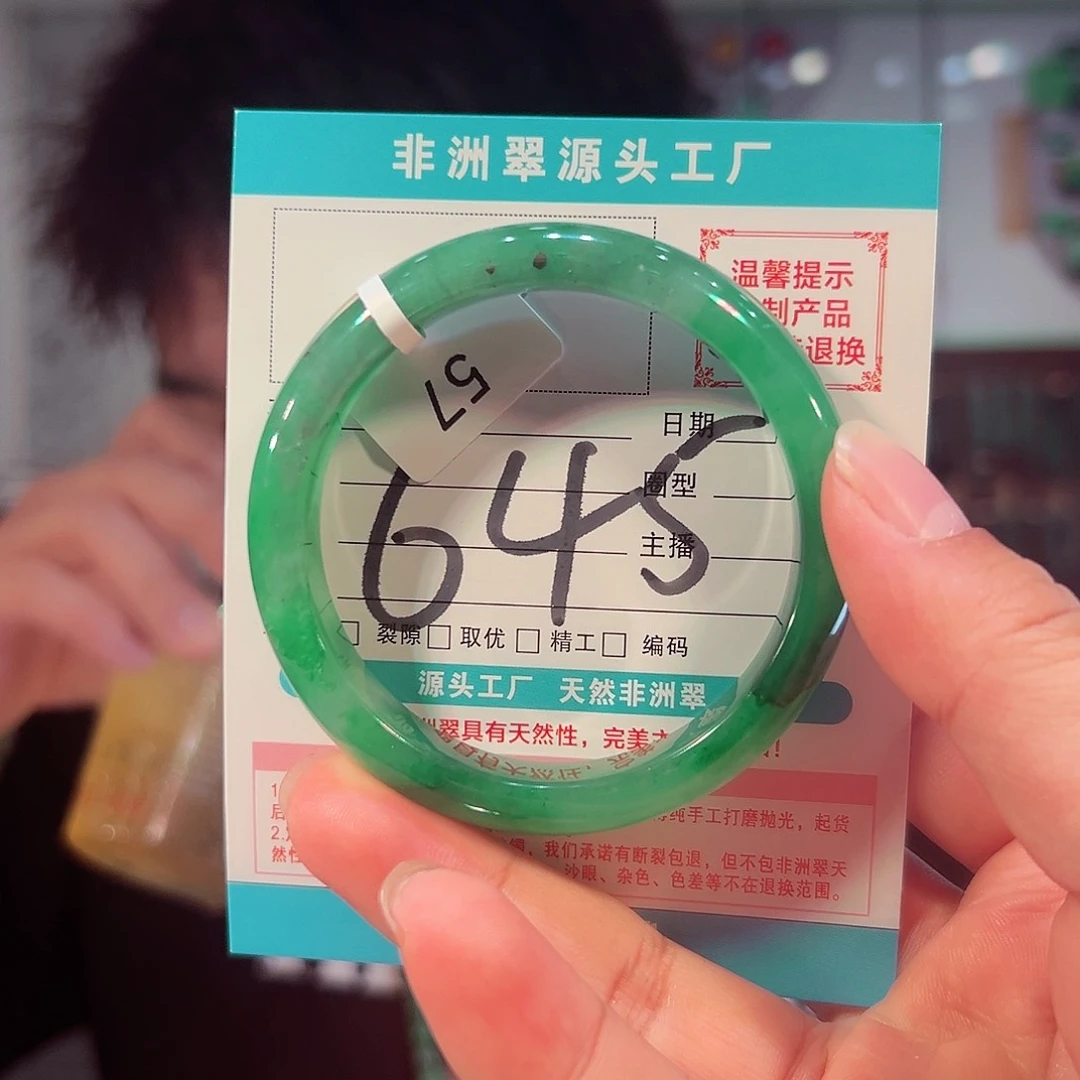 非洲翠源头工厂
温馨提示
制产品
退换
57
日期
645
圈型
主播
裂隙 取优 精工 编码
源头工厂 天然非洲翠
翠具有天然性，完美
1
纯手工打磨抛光，起货
2.
，我们承诺有断裂包退，但不包非洲翠天
然性
沙眼、杂色、色差等不在退换范围。